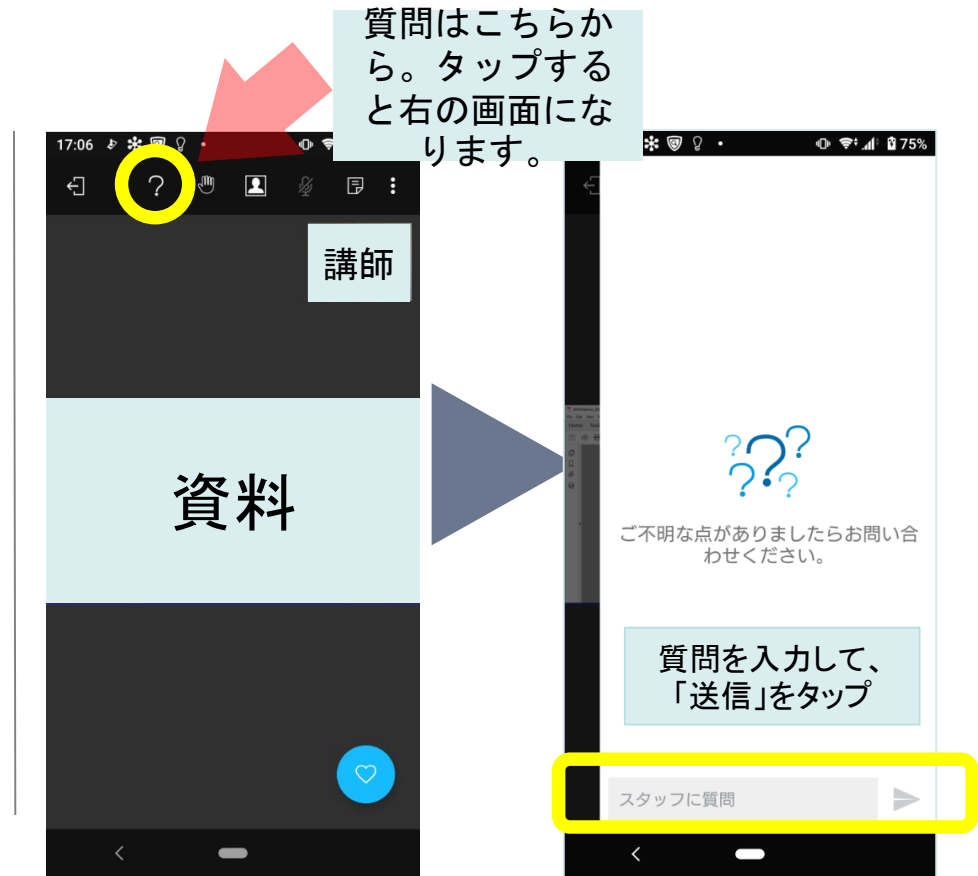 質問はこちらか
ら。タップする
と右の画面にな
ります。
17:06
?
講師
資料
75%
???
??
ご不明な点がありましたらお問い合
わせください。
質問を入力して、
「送信」をタップ
スタッフに質問